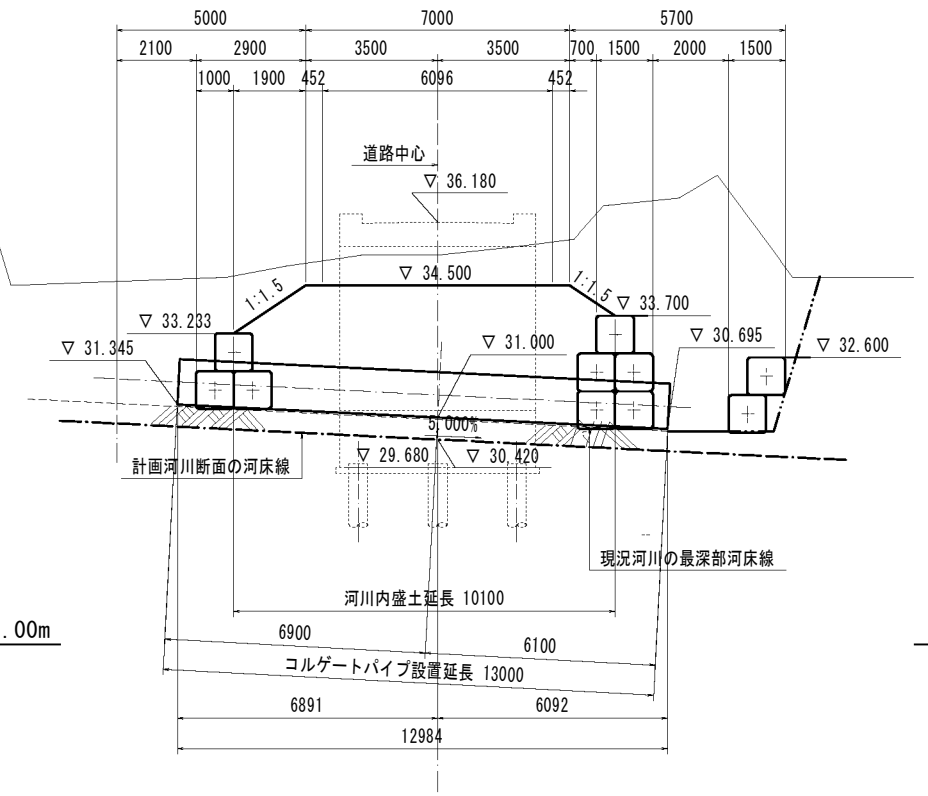 5000 7000 5700
2100 2900 3500 3500 700 1500 2000 1500
1000 1900 452 6096 452
道路中心
▽ 36.180
1:1.5 ▽ 34.500 1:1.5
▽ 33.233 ▽ 33.700
▽ 31.345 ▽ 31.000 ▽ 30.695 ▽ 32.600
5.000%
計画河川断面の河床線 ▽ 29.680 ▽ 30.420
現況河川の最深部河床線
河川内盛土延長 10100
.00m
6900 6100
コルゲートパイプ設置延長 13000
6891 6092
12984